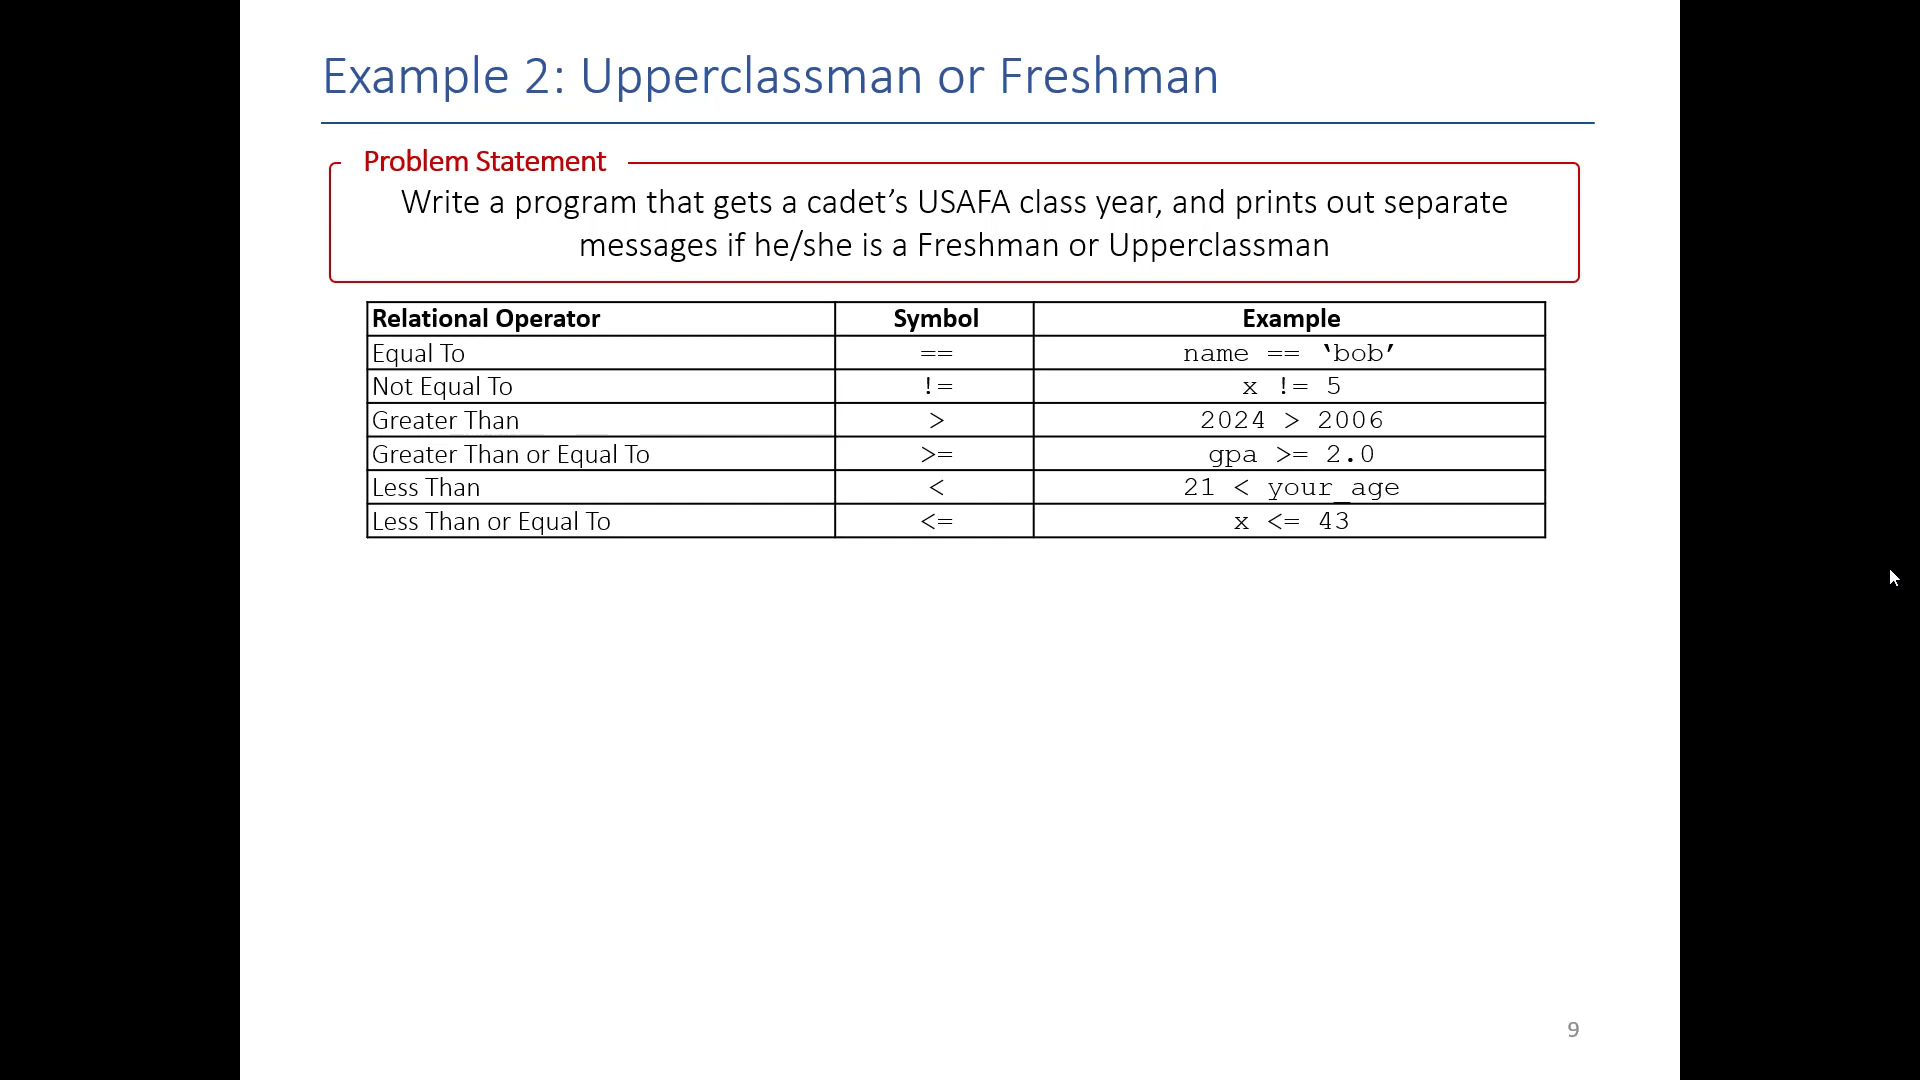 Example 2: Upperclassman or Freshman
Problem Statement
Write a program that gets a cadet’s USAFA class year, and prints out separate
messages if he/she is a Freshman or Upperclassman
Relational Operator Symbol Example
Equal To == name == ‘bob’
Not Equal To != x != 5
Greater Than > 2024 > 2006
Greater Than or Equal To >= gpa >= 2.0
Less Than < 21 < your_age
Less Than or Equal To <= x <= 43
9